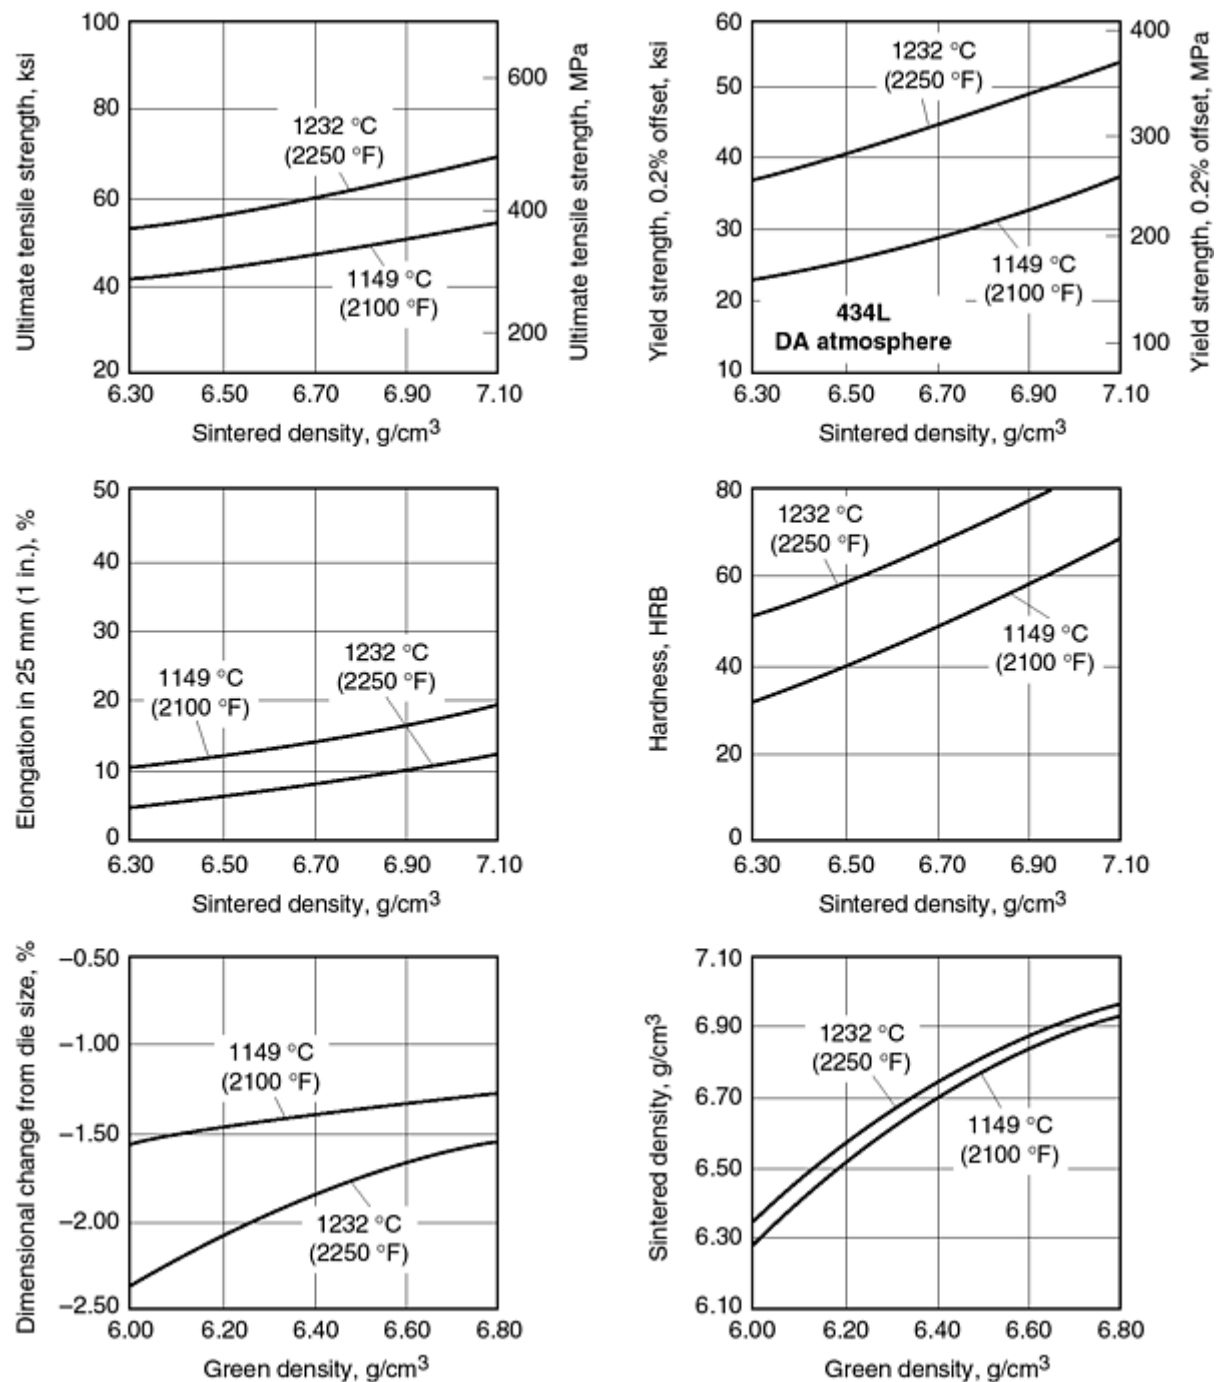 Ultimate tensile strength, ksi
100
80
60
40
20
1232 °C
(2250 °F)
1149 °C
(2100 °F)
600
400
200
Ultimate tensile strength, MPa
6.30 6.50 6.70 6.90 7.10
Sintered density, g/cm³
Yield strength, 0.2% offset, ksi
60
50
40
30
20
10
1232 °C
(2250 °F)
1149 °C
(2100 °F)
434L
DA atmosphere
400
300
200
100
Yield strength, 0.2% offset, MPa
6.30 6.50 6.70 6.90 7.10
Sintered density, g/cm³
Elongation in 25 mm (1 in.), %
50
40
30
20
10
0
1149 °C
(2100 °F)
1232 °C
(2250 °F)
6.30 6.50 6.70 6.90 7.10
Sintered density, g/cm³
Hardness, HRB
80
60
40
20
0
1232 °C
(2250 °F)
1149 °C
(2100 °F)
6.30 6.50 6.70 6.90 7.10
Sintered density, g/cm³
Dimensional change from die size, %
–0.50
–1.00
–1.50
–2.00
–2.50
1149 °C
(2100 °F)
1232 °C
(2250 °F)
6.00 6.20 6.40 6.60 6.80
Green density, g/cm³
Sintered density, g/cm³
7.10
6.90
6.70
6.50
6.30
6.10
1232 °C
(2250 °F)
1149 °C
(2100 °F)
6.00 6.20 6.40 6.60 6.80
Green density, g/cm³